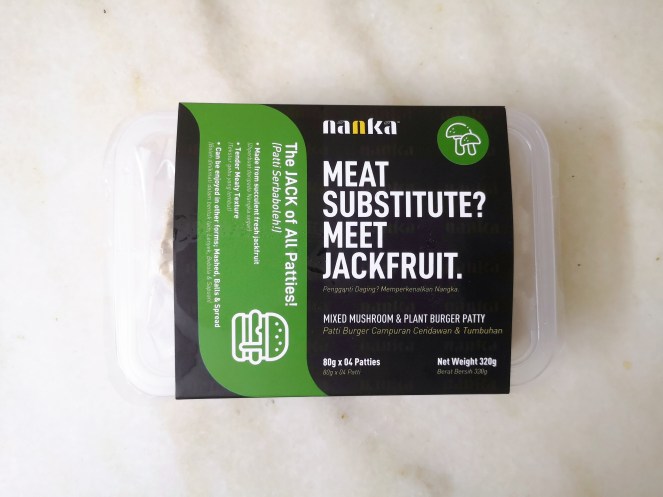 nanka
MEAT
SUBSTITUTE?
MEET
JACKFRUIT.
Pengganti Daging? Memperkenalkan Nangka.
MIXED MUSHROOM & PLANT BURGER PATTY
Patti Burger Campuran Cendawan & Tumbuhan
80g x 04 Patties
80g x 04 Patti
Net Weight 320g
Berat Bersih 320g
The JACK of All Patties!
(Patti Serbaboleh!)
• Made from succulent fresh jackfruit
• Tender Meaty Texture
• Can be enjoyed in other forms; Mashed, Balls & Spread